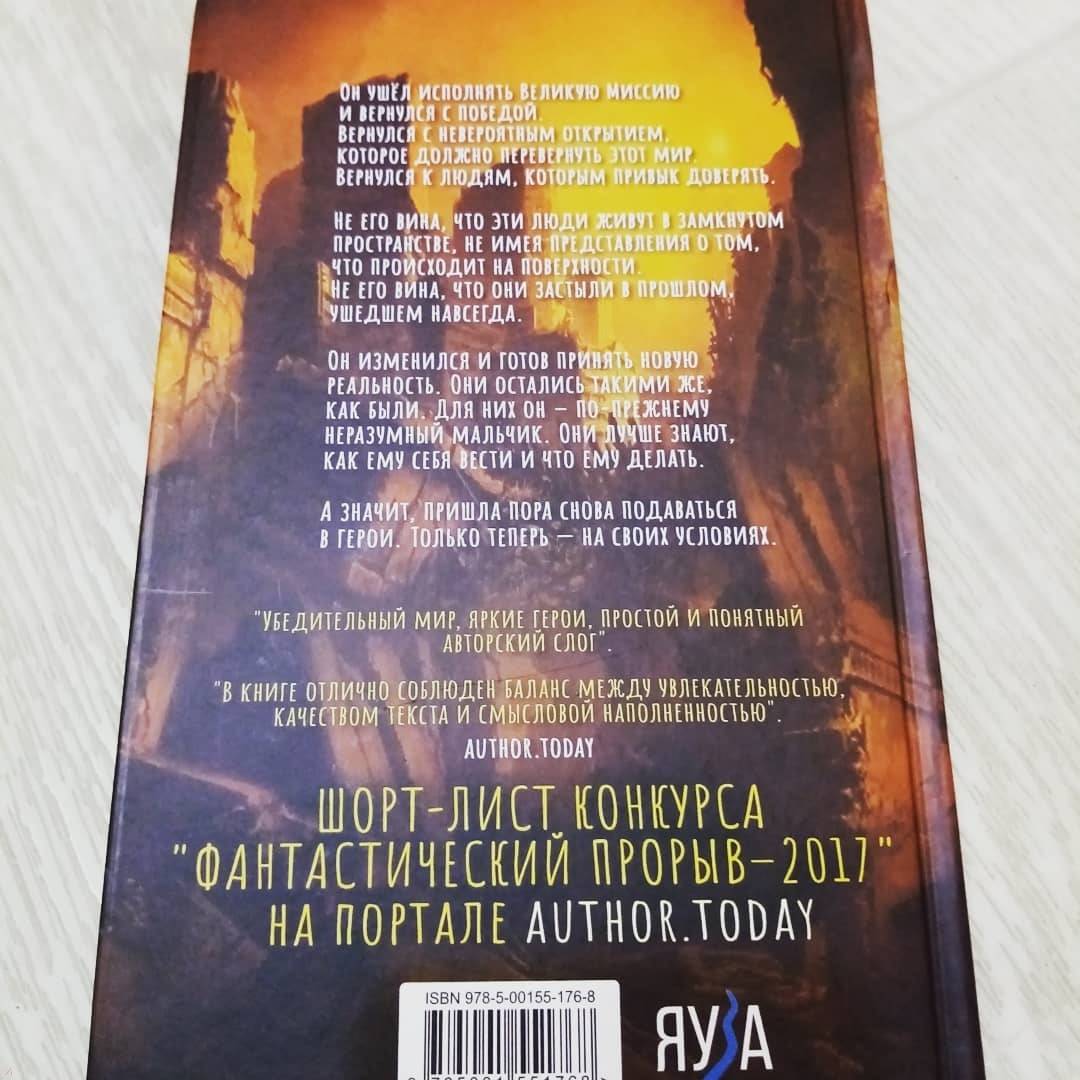 Он ушёл исполнять Великую Миссию
и вернулся с победой.
Вернулся с невероятным открытием,
которое должно перевернуть этот мир.
Вернулся к людям, которым привык доверять.
Не его вина, что эти люди живут в замкнутом
пространстве, не имея представления о том,
что происходит на поверхности.
Не его вина, что они застыли в прошлом,
ушедшем навсегда.
Он изменился и готов принять новую
реальность. Они остались такими же,
как были. Для них он — по-прежнему
неразумный мальчик. Они лучше знают,
как ему себя вести и что ему делать.
А значит, пришла пора снова подаваться
в герои. Только теперь — на своих условиях.
"Убедительный мир, яркие герои, простой и понятный
авторский слог".
"В книге отлично соблюден баланс между увлекательностью,
качеством текста и смысловой наполненностью".
AUTHOR.TODAY
ШОРТ-ЛИСТ КОНКУРСА
"ФАНТАСТИЧЕСКИЙ ПРОРЫВ—2017"
НА ПОРТАЛЕ AUTHOR.TODAY
ISBN 978-5-00155-176-8
ЯУЗА